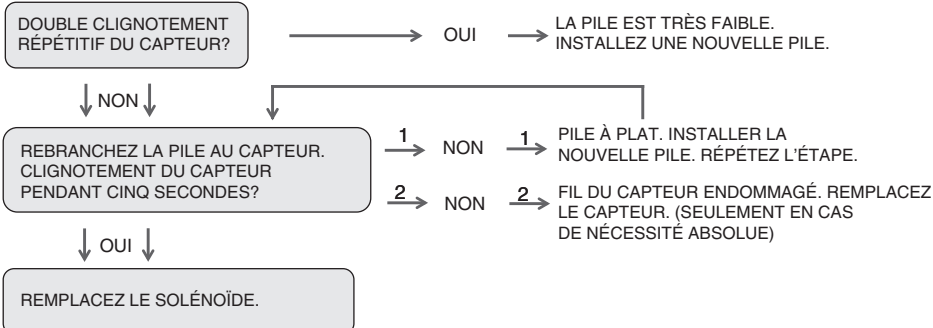 DOUBLE CLIGNOTEMENT
RÉPÉTITIF DU CAPTEUR?
OUI
LA PILE EST TRÈS FAIBLE.
INSTALLEZ UNE NOUVELLE PILE.
NON
REBRANCHEZ LA PILE AU CAPTEUR.
CLIGNOTEMENT DU CAPTEUR
PENDANT CINQ SECONDES?
1
NON
1
PILE À PLAT. INSTALLER LA
NOUVELLE PILE. RÉPÉTEZ L’ÉTAPE.
2
NON
2
FIL DU CAPTEUR ENDOMMAGÉ. REMPLACEZ
LE CAPTEUR. (SEULEMENT EN CAS
DE NÉCESSITÉ ABSOLUE)
OUI
REMPLACEZ LE SOLÉNOÏDE.